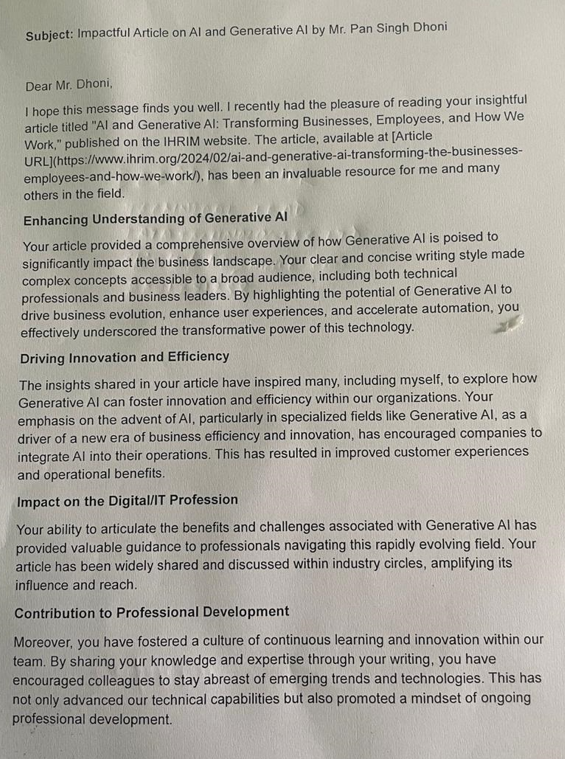 Subject: Impactful Article on AI and Generative AI by Mr. Pan Singh Dhoni
Dear Mr. Dhoni,
I hope this message finds you well. I recently had the pleasure of reading your insightful
article titled "AI and Generative AI: Transforming Businesses, Employees, and How We
Work," published on the IHRIM website. The article, available at [Article
URL](https://www.ihrim.org/2024/02/ai-and-generative-ai-transforming-the-businesses-
employees-and-how-we-work/), has been an invaluable resource for me and many
others in the field.
Enhancing Understanding of Generative AI
Your article provided a comprehensive overview of how Generative AI is poised to
significantly impact the business landscape. Your clear and concise writing style made
complex concepts accessible to a broad audience, including both technical
professionals and business leaders. By highlighting the potential of Generative AI to
drive business evolution, enhance user experiences, and accelerate automation, you
effectively underscored the transformative power of this technology.
Driving Innovation and Efficiency
The insights shared in your article have inspired many, including myself, to explore how
Generative AI can foster innovation and efficiency within our organizations. Your
emphasis on the advent of AI, particularly in specialized fields like Generative AI, as a
driver of a new era of business efficiency and innovation, has encouraged companies to
integrate AI into their operations. This has resulted in improved customer experiences
and operational benefits.
Impact on the Digital/IT Profession
Your ability to articulate the benefits and challenges associated with Generative AI has
provided valuable guidance to professionals navigating this rapidly evolving field. Your
article has been widely shared and discussed within industry circles, amplifying its
influence and reach.
Contribution to Professional Development
Moreover, you have fostered a culture of continuous learning and innovation within our
team. By sharing your knowledge and expertise through your writing, you have
encouraged colleagues to stay abreast of emerging trends and technologies. This has
not only advanced our technical capabilities but also promoted a mindset of ongoing
professional development.